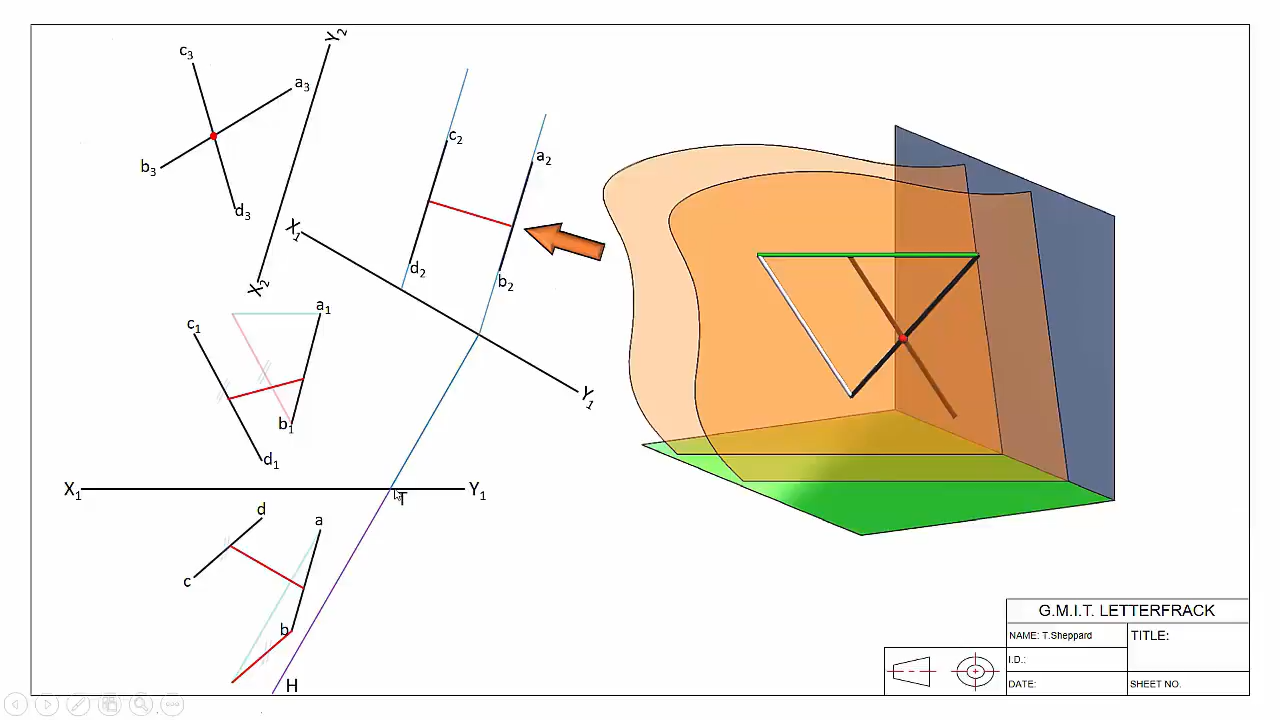 Y2
c3
a3
b3
d3
X2
c2
a2
d2
b2
X1
Y1
a1
c1
b1
d1
X1
Y1
T
d
a
c
b
H
G.M.I.T. LETTERFRACK
NAME: T.Sheppard
TITLE:
I.D.:
DATE:
SHEET NO.